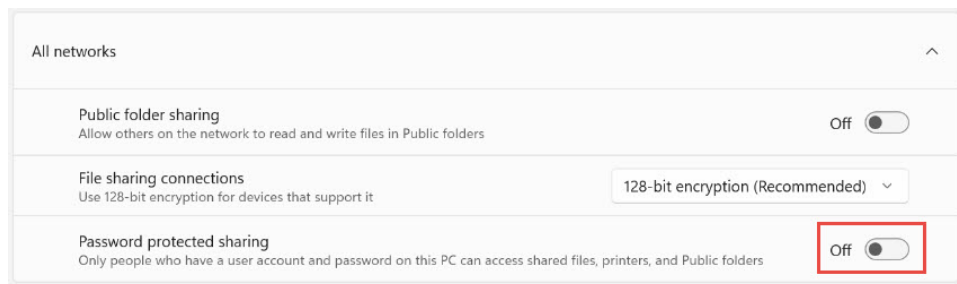 All networks
Public folder sharing
Allow others on the network to read and write files in Public folders
Off
File sharing connections
Use 128-bit encryption for devices that support it
128-bit encryption (Recommended)
Password protected sharing
Only people who have a user account and password on this PC can access shared files, printers, and Public folders
Off